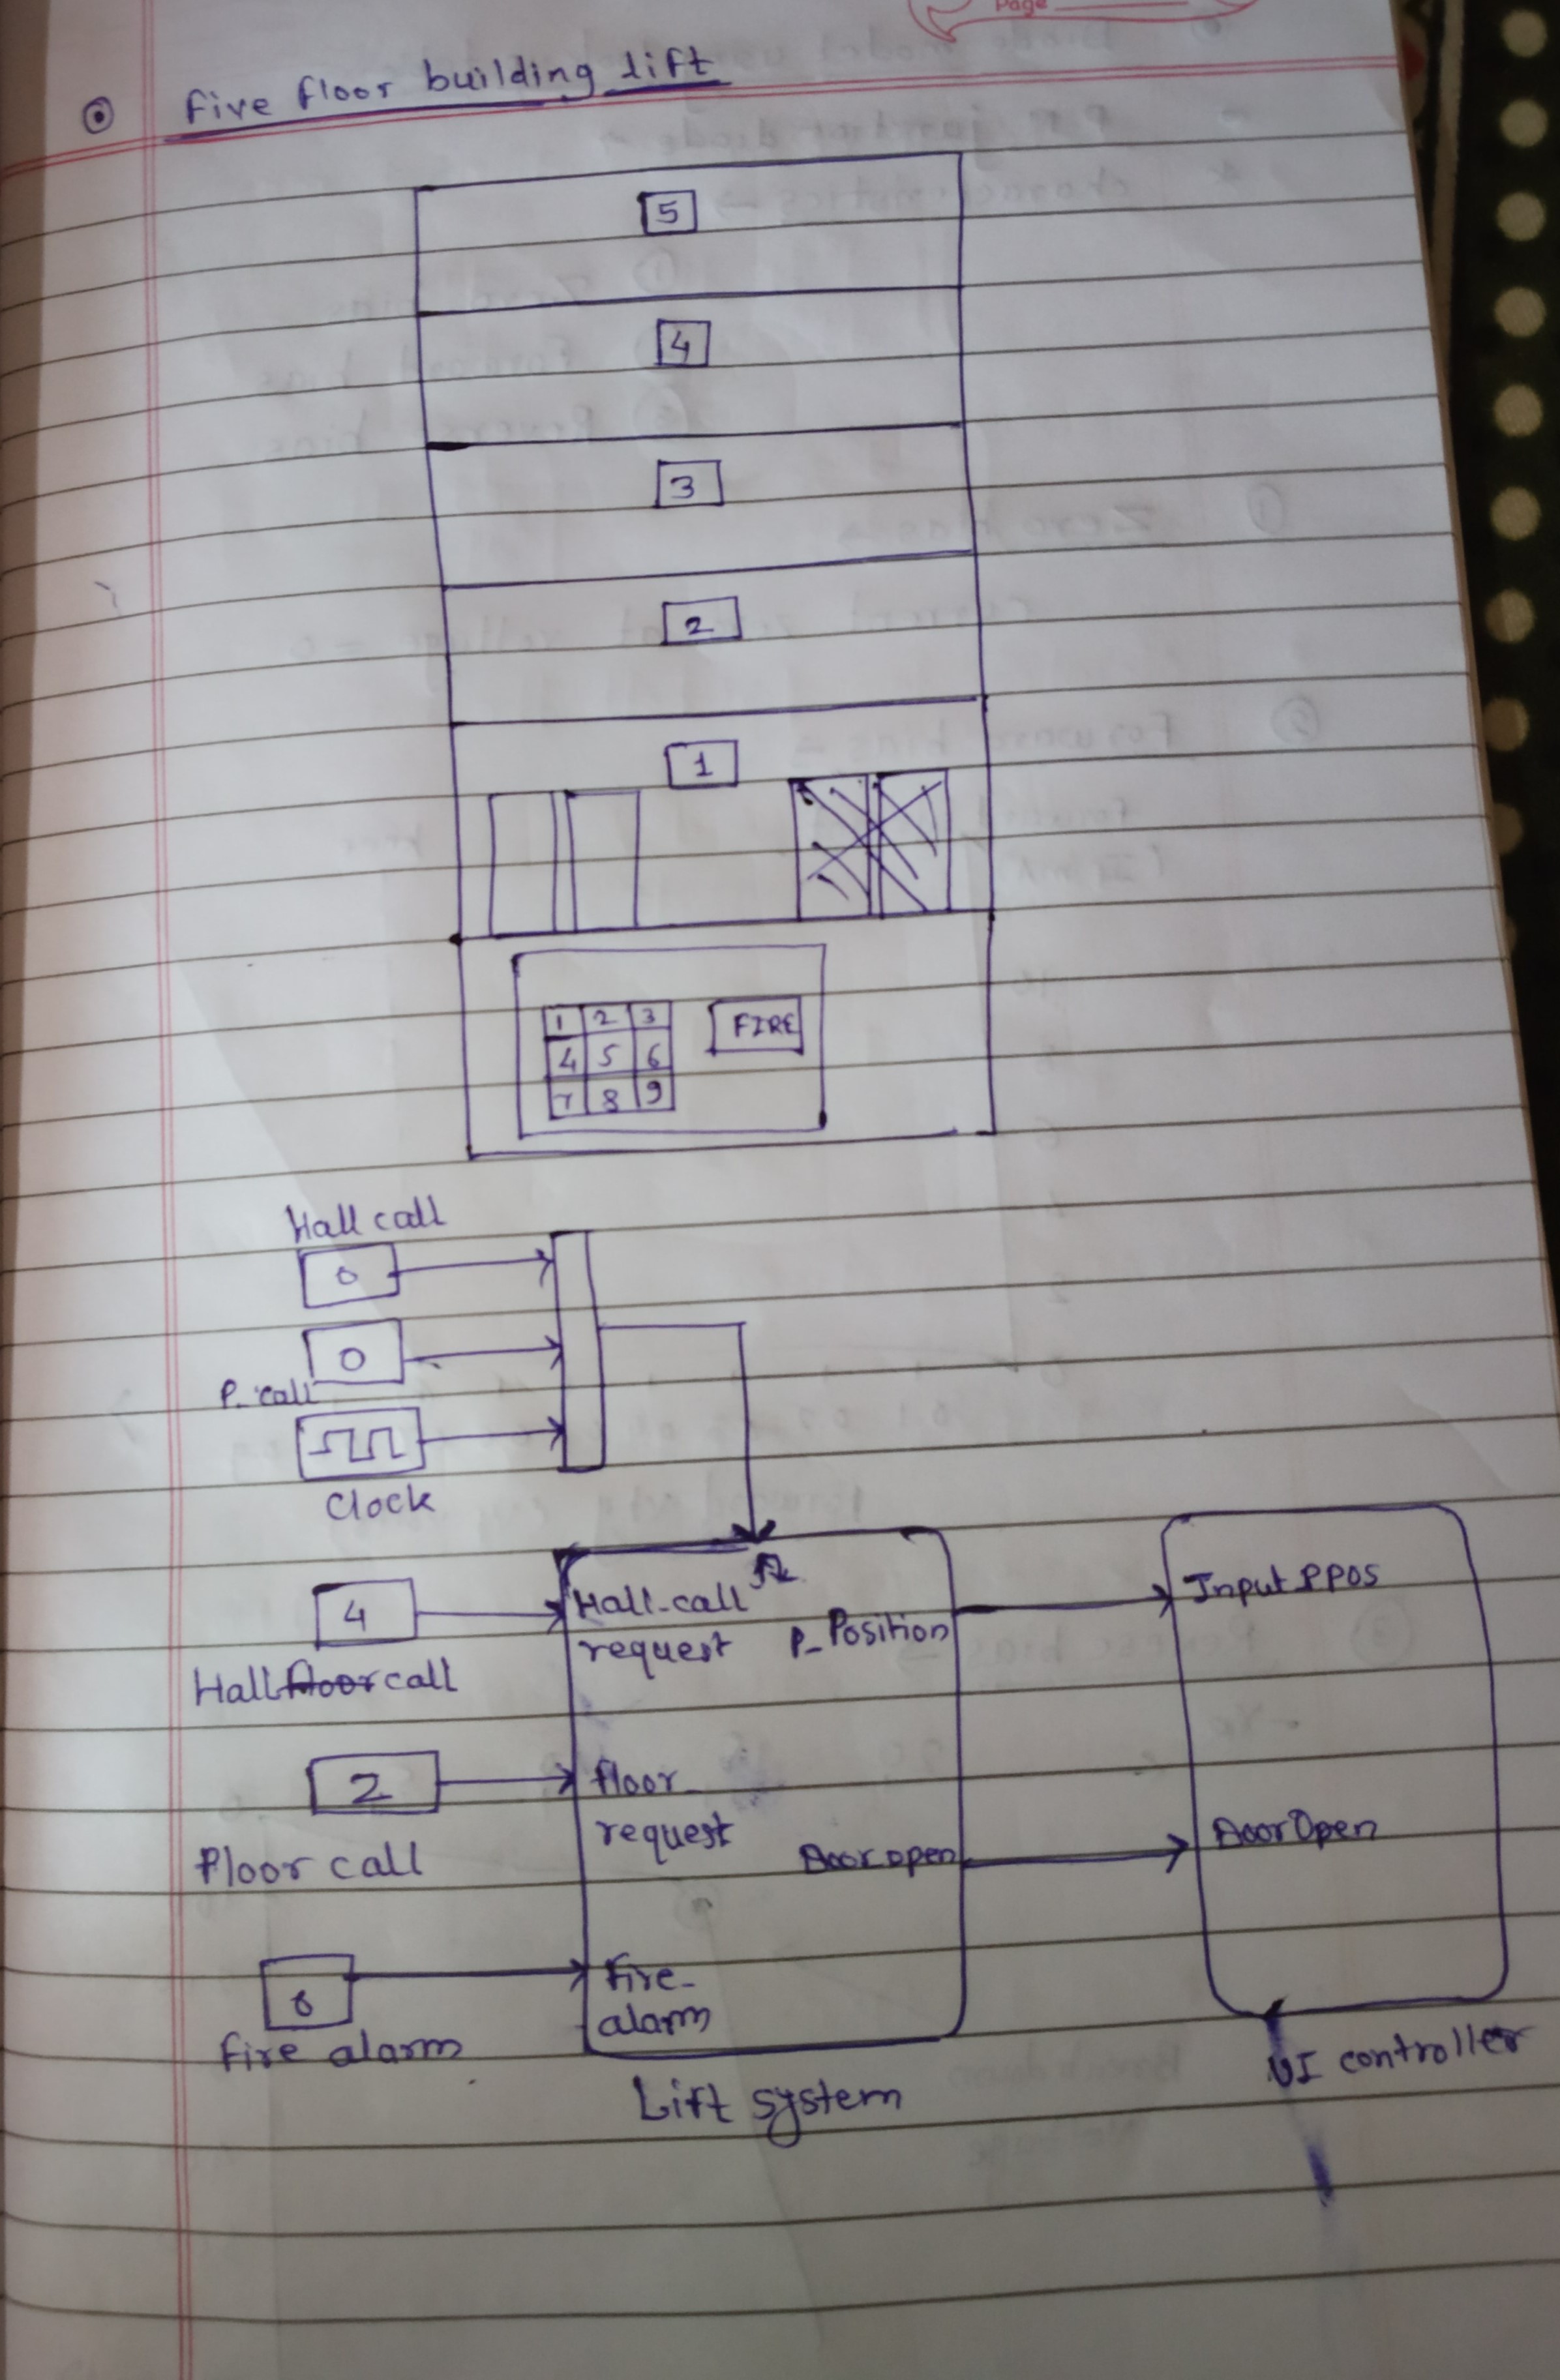 Page
Five floor building lift
5
4
3
2
1
1 2 3
4 5 6
7 8 9
FIRE
Hall call
0
0
P_call
Clock
4
Hall-call
request
P_Position
Input PPOS
Hall floor call
2
floor_
request
Floor call
Door open
Door Open
0
fire-
alarm
fire alarm
Lift system
UI controller